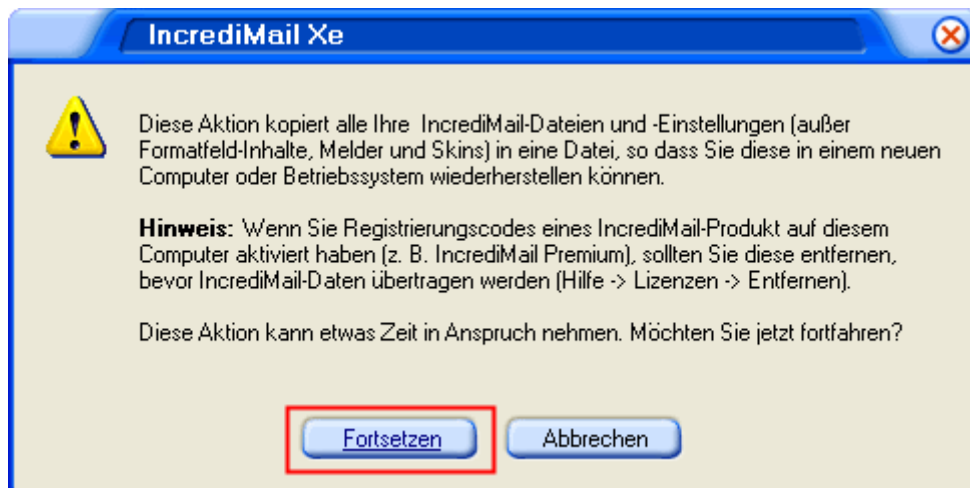 IncrediMail Xe
Diese Aktion kopiert alle Ihre IncrediMail-Dateien und -Einstellungen (außer
Formatfeld-Inhalte, Melder und Skins) in eine Datei, so dass Sie diese in einem neuen
Computer oder Betriebssystem wiederherstellen können.
Hinweis: Wenn Sie Registrierungscodes eines IncrediMail-Produkt auf diesem
Computer aktiviert haben (z. B. IncrediMail Premium), sollten Sie diese entfernen,
bevor IncrediMail-Daten übertragen werden (Hilfe -> Lizenzen -> Entfernen).
Diese Aktion kann etwas Zeit in Anspruch nehmen. Möchten Sie jetzt fortfahren?
Fortsetzen
Abbrechen